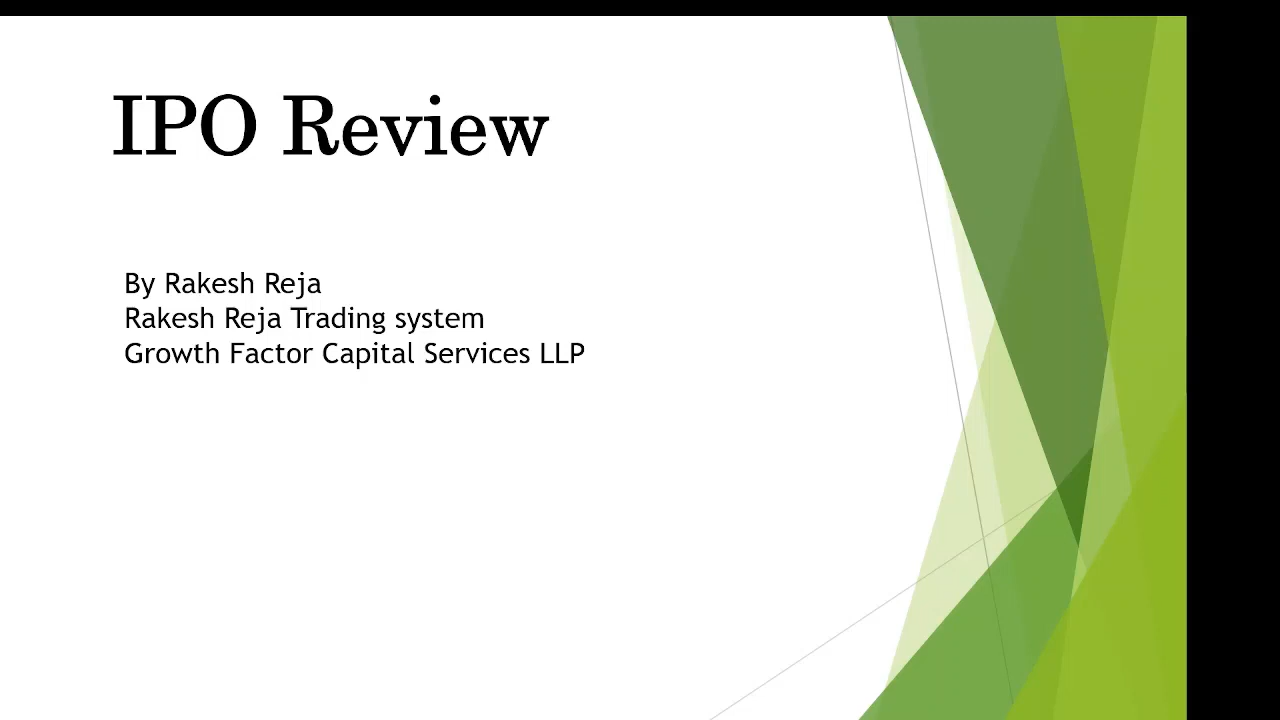 IPO Review
By Rakesh Reja
Rakesh Reja Trading system
Growth Factor Capital Services LLP